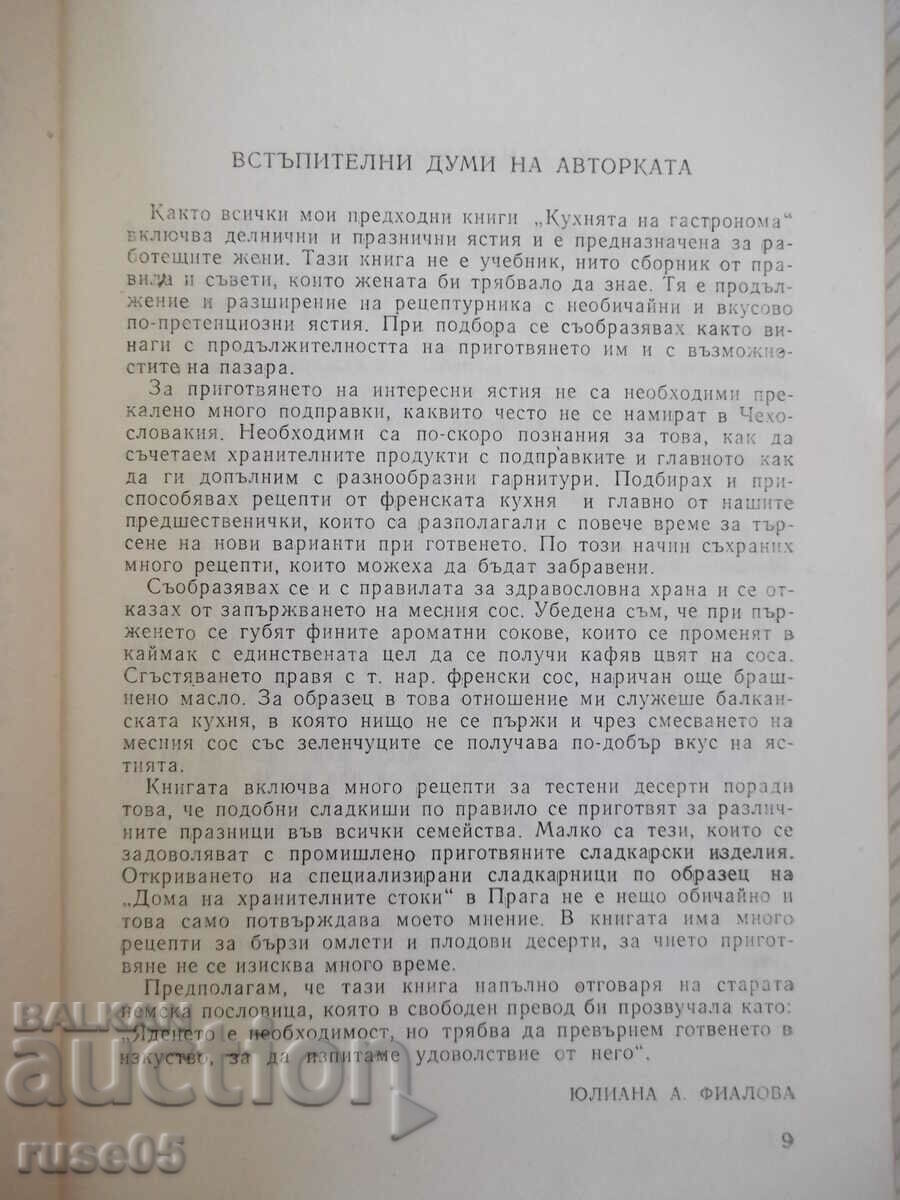 ВСТЪПИТЕЛНИ ДУМИ НА АВТОРКАТА
Както всички мои предходни книги „Кухнята на гастронома“
включва делнични и празнични ястия и е предназначена за ра-
ботещите жени. Тази книга не е учебник, нито сборник от пра-
вила и съвети, които жената би трябвало да знае. Тя е продъл-
жение и разширение на рецептурника с необичайни и вкусово
по-претенциозни ястия. При подбора се съобразявах както ви-
наги с продължителността на приготвянето им и с възможно-
стите на пазара.
За приготвянето на интересни ястия не са необходими пре-
калено много подправки, каквито често не се намират в Чехо-
словакия. Необходими са по-скоро познания за това, как да
съчетаем хранителните продукти с подправките и главното как
да ги допълним с разнообразни гарнитури. Подбирах и при-
способявах рецепти от френската кухня и главно от нашите
предшественички, които са разполагали с повече време за тър-
сене на нови варианти при готвенето. По този начин съхраних
много рецепти, които можеха да бъдат забравени.
Съобразявах се и с правилата за здравословна храна и се от-
казах от запържването на месния сос. Убедена съм, че при пър-
женето се губят фините ароматни сокове, които се променят в
каймак с единствената цел да се получи кафяв цвят на соса.
Сгъстяването правя с т. нар. френски сос, наричан още браш-
нено масло. За образец в това отношение ми служеше балкан-
ската кухня, в която нищо не се пържи и чрез смесването на
месния сос със зеленчуците се получава по-добър вкус на яс-
тията.
Книгата включва много рецепти за тестени десерти поради
това, че подобни сладкиши по правило се приготвят за различ-
ните празници във всички семейства. Малко са тези, които се
задоволяват с промишлено приготвяните сладкарски изделия.
Откриването на специализирани сладкарници по образец на
„Дома на хранителните стоки“ в Прага не е нещо обичайно и
това само потвърждава моето мнение. В книгата има много
рецепти за бързи омлети и плодови десерти, за чието пригот-
вяне не се изисква много време.
Предполагам, че тази книга напълно отговаря на старата
немска пословица, която в свободен превод би прозвучала като:
„Яденето е необходимост, но трябва да превърнем готвенето в
изкуство, за да изпитаме удоволствие от него“.
ЮЛИАНА А. ФИАЛОВА
9
BALKAN
auction
ruse05